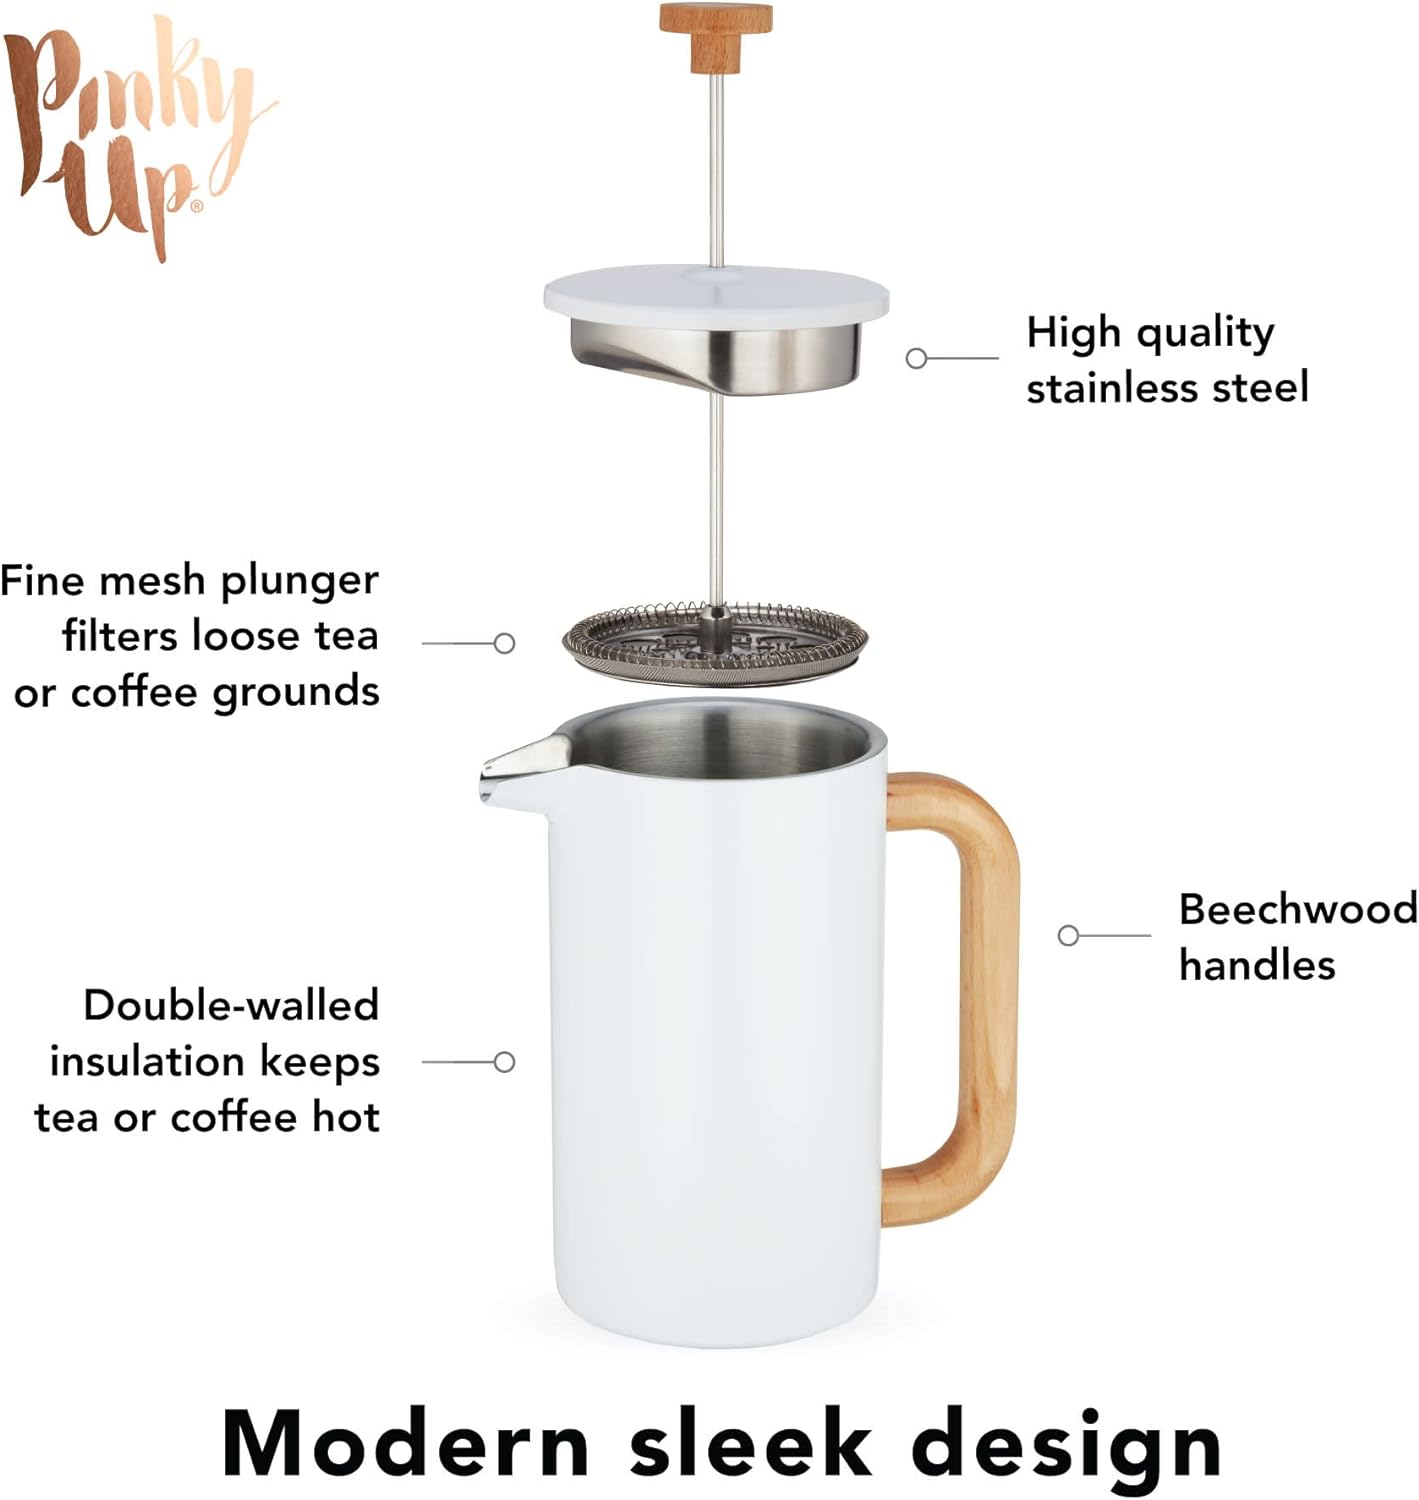 Pinky
Up®
High quality
stainless steel
Fine mesh plunger
filters loose tea
or coffee grounds
Beechwood
handles
Double-walled
insulation keeps
tea or coffee hot
Modern sleek design